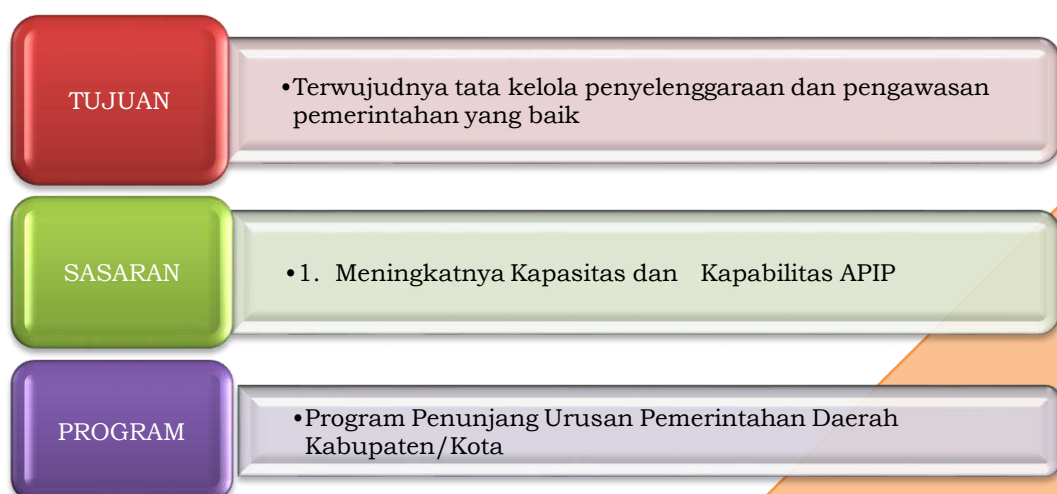 TUJUAN
•Terwujudnya tata kelola penyelenggaraan dan pengawasan
pemerintahan yang baik
SASARAN
•1. Meningkatnya Kapasitas dan Kapabilitas APIP
PROGRAM
•Program Penunjang Urusan Pemerintahan Daerah
Kabupaten/Kota